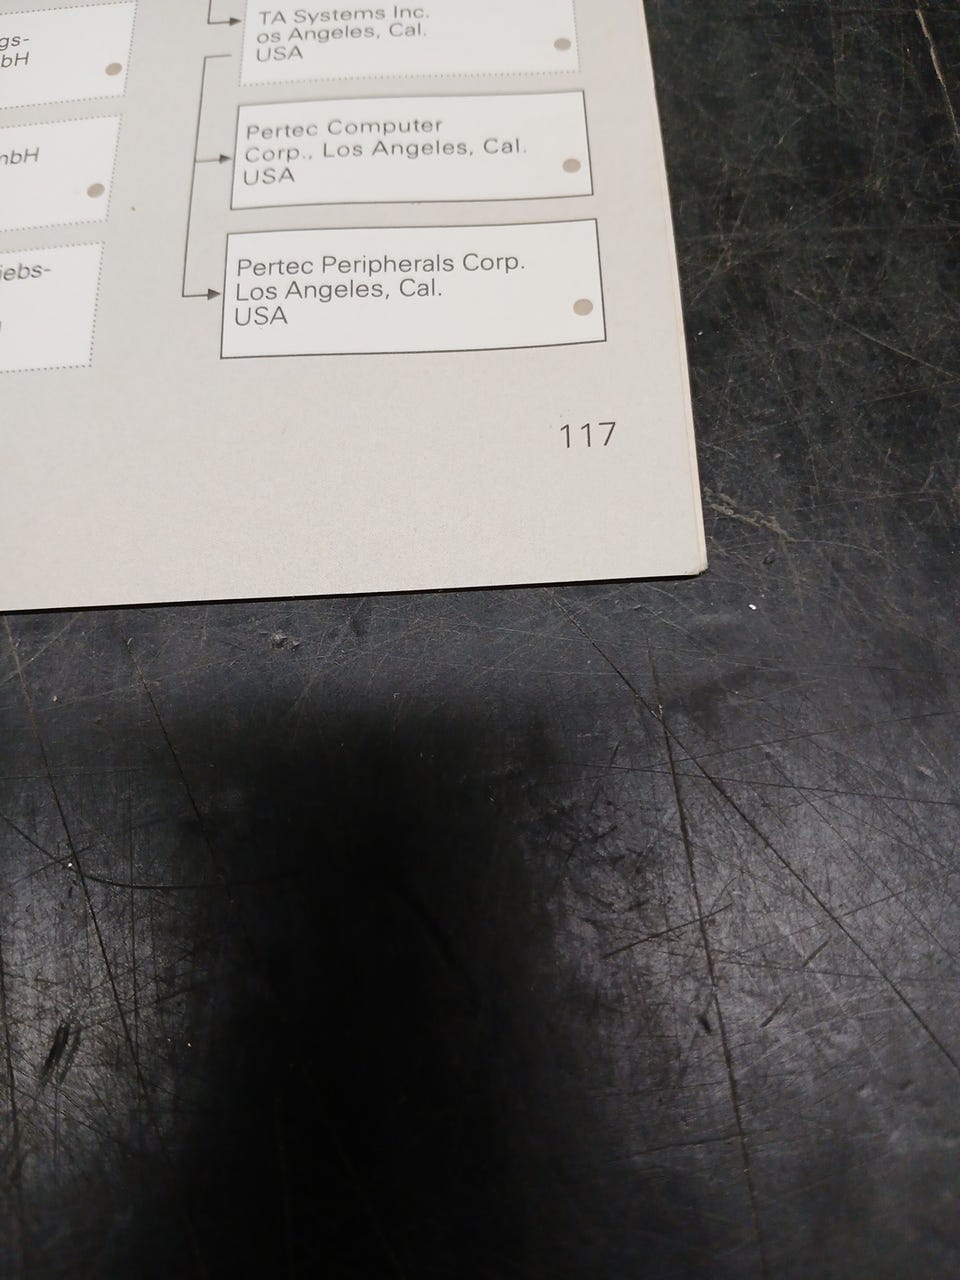 gs-
bH
nbH
iebs-
TA Systems Inc.
os Angeles, Cal.
USA
Pertec Computer
Corp., Los Angeles, Cal.
USA
Pertec Peripherals Corp.
Los Angeles, Cal.
USA
117